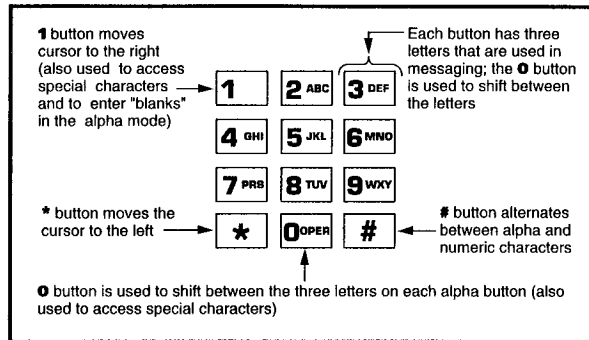 1 button moves
cursor to the right
(also used to access
special characters
and to enter "blanks"
in the alpha mode)
Each button has three
letters that are used in
messaging; the 0 button
is used to shift between
the letters
1 2 ABC 3 DEF
4 GHI 5 JKL 6 MNO
7 PRS 8 TUV 9 WXY
* 0 OPER #
* button moves the
cursor to the left
# button alternates
between alpha and
numeric characters
0 button is used to shift between the three letters on each alpha button (also
used to access special characters)